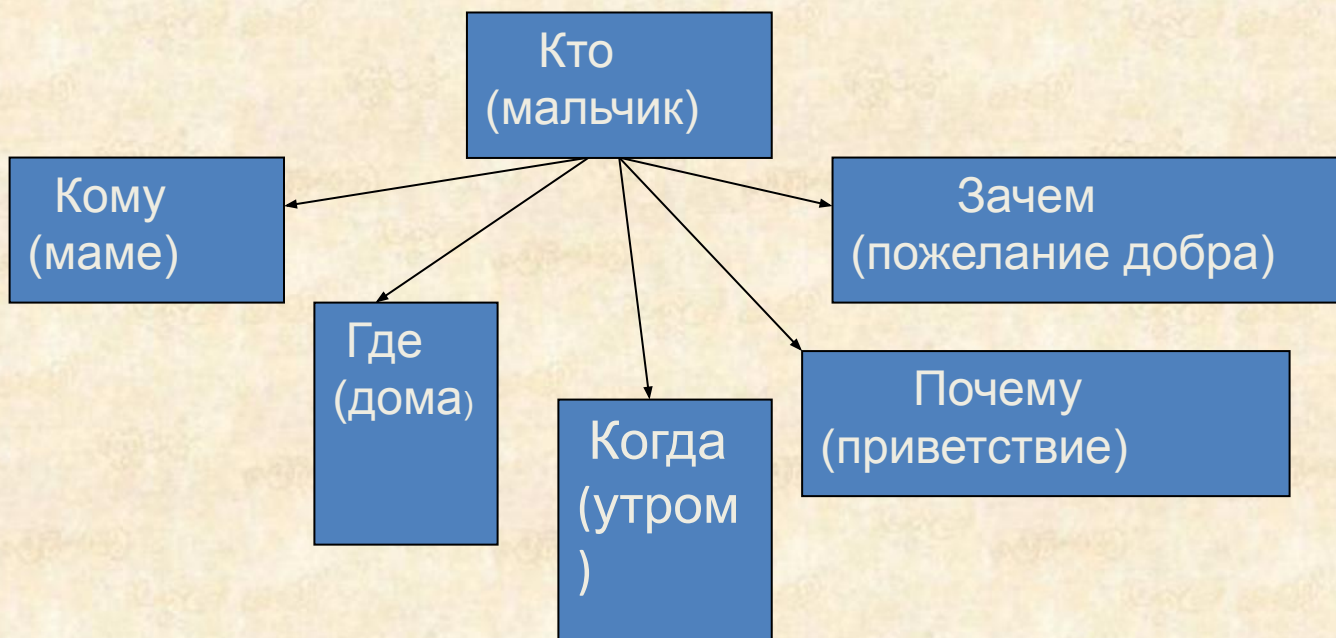 Кто
(мальчик)
Кому
(маме)
Зачем
(пожелание добра)
Где
(дома)
Почему
(приветствие)
Когда
(утром
)